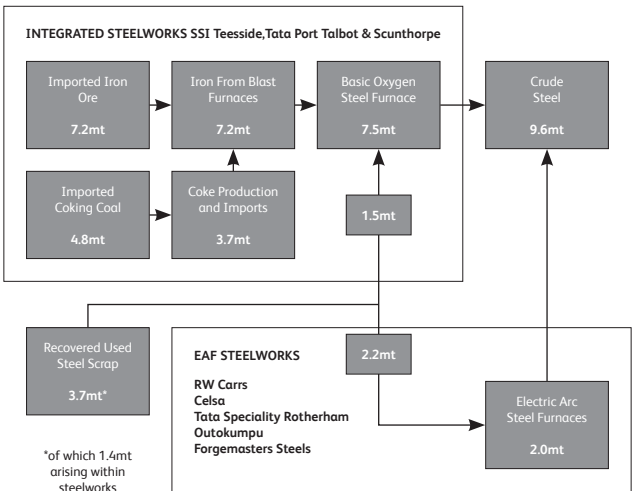 INTEGRATED STEELWORKS SSI Teesside,Tata Port Talbot & Scunthorpe
Imported Iron
Ore
7.2mt
Iron From Blast
Furnaces
7.2mt
Basic Oxygen
Steel Furnace
7.5mt
Crude
Steel
9.6mt
Imported
Coking Coal
4.8mt
Coke Production
and Imports
3.7mt
1.5mt
Recovered Used
Steel Scrap
3.7mt*
*of which 1.4mt
arising within
steelworks
EAF STEELWORKS
RW Carrs
Celsa
Tata Speciality Rotherham
Outokumpu
Forgemasters Steels
2.2mt
Electric Arc
Steel Furnaces
2.0mt